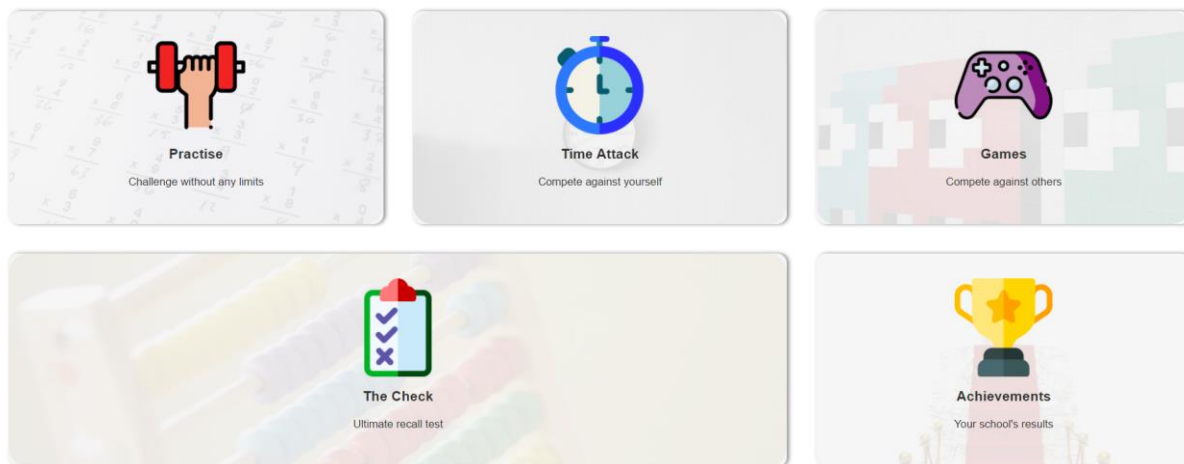 Practise
Challenge without any limits
Time Attack
Compete against yourself
Games
Compete against others
The Check
Ultimate recall test
Achievements
Your school's results